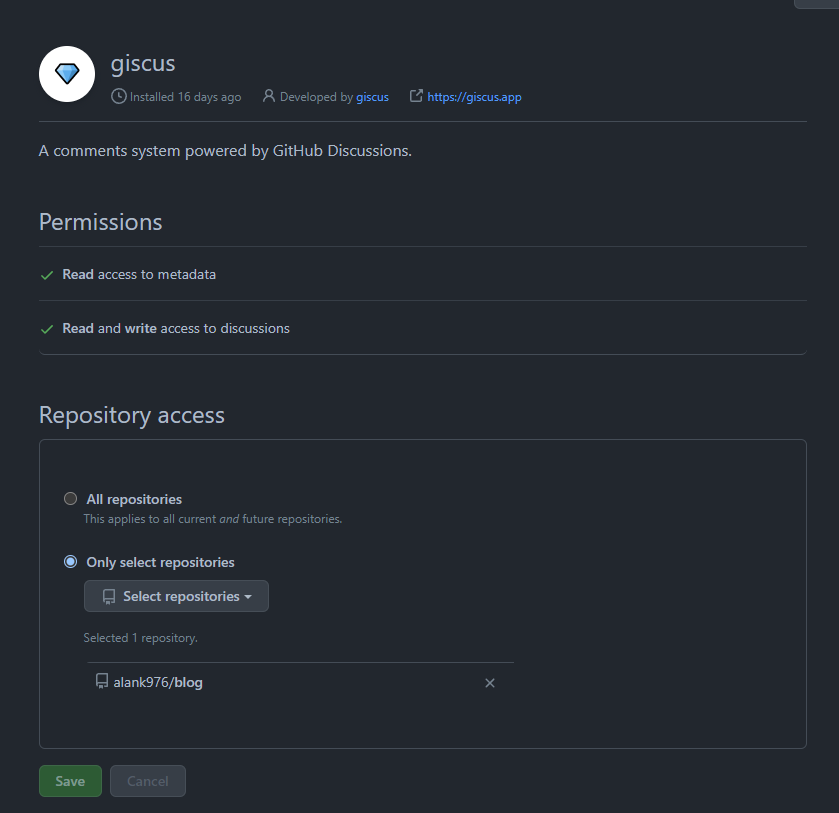 giscus
Installed 16 days ago Developed by giscus https://giscus.app
A comments system powered by GitHub Discussions.
Permissions
Read access to metadata
Read and write access to discussions
Repository access
All repositories
This applies to all current and future repositories.
Only select repositories
Select repositories
Selected 1 repository.
alank976/blog
Save Cancel